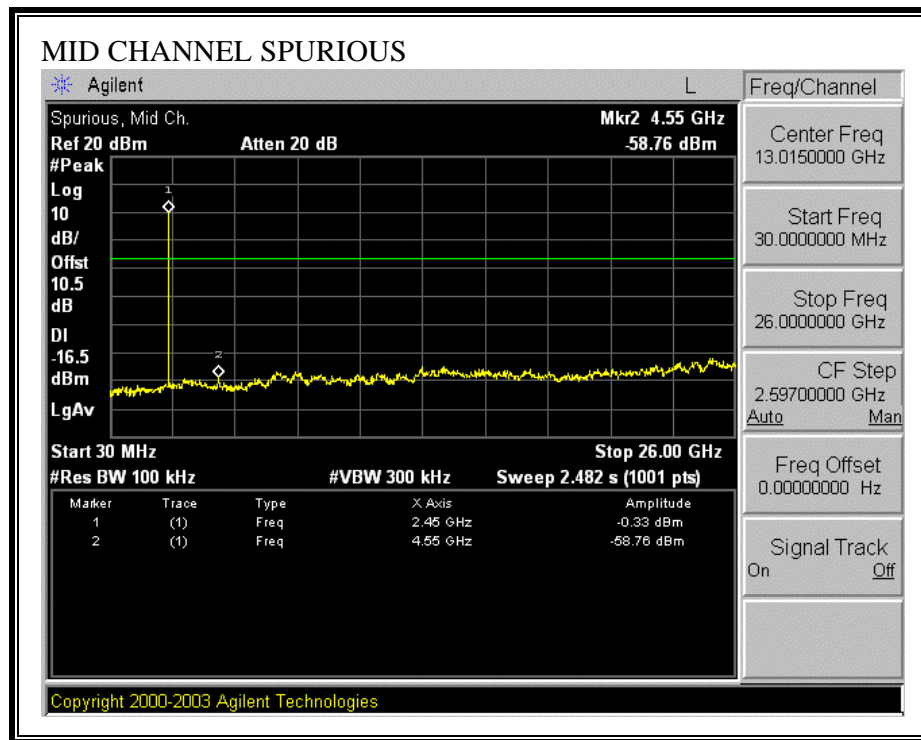 MID CHANNEL SPURIOUS
Agilent
L
Freq/Channel
Spurious, Mid Ch.
Mkr2 4.55 GHz
Ref 20 dBm
Atten 20 dB
-58.76 dBm
#Peak
Log
10
dB/
Offst
10.5
dB
DI
-16.5
dBm
LgAv
1
2
Start 30 MHz
Stop 26.00 GHz
#Res BW 100 kHz
#VBW 300 kHz
Sweep 2.482 s (1001 pts)
Marker Trace Type X Axis Amplitude
1 (1) Freq 2.45 GHz -0.33 dBm
2 (1) Freq 4.55 GHz -58.76 dBm
Center Freq
13.0150000 GHz
Start Freq
30.0000000 MHz
Stop Freq
26.0000000 GHz
CF Step
2.59700000 GHz
Auto Man
Freq Offset
0.00000000 Hz
Signal Track
On Off
Copyright 2000-2003 Agilent Technologies